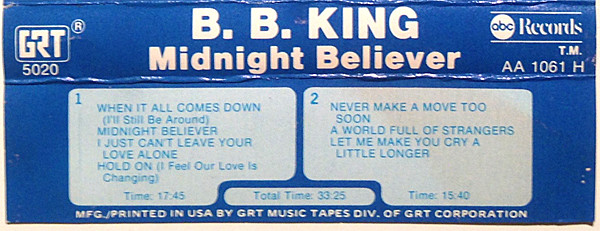 B. B. KING
Midnight Believer
GRT ®
5020
abc Records
T.M.
AA 1061 H
1
WHEN IT ALL COMES DOWN
(I'll Still Be Around)
MIDNIGHT BELIEVER
I JUST CAN'T LEAVE YOUR
LOVE ALONE
HOLD ON (I Feel Our Love Is
Changing)
Time: 17:45
2
NEVER MAKE A MOVE TOO
SOON
A WORLD FULL OF STRANGERS
LET ME MAKE YOU CRY A
LITTLE LONGER
Time: 15:40
Total Time: 33:25
MFG./PRINTED IN USA BY GRT MUSIC TAPES DIV. OF GRT CORPORATION